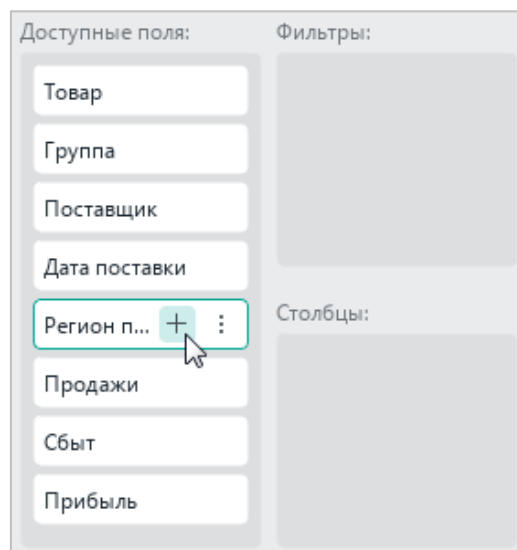 Доступные поля:
Фильтры:
Товар
Группа
Поставщик
Дата поставки
Регион п...
Продажи
Сбыт
Прибыль
Столбцы: